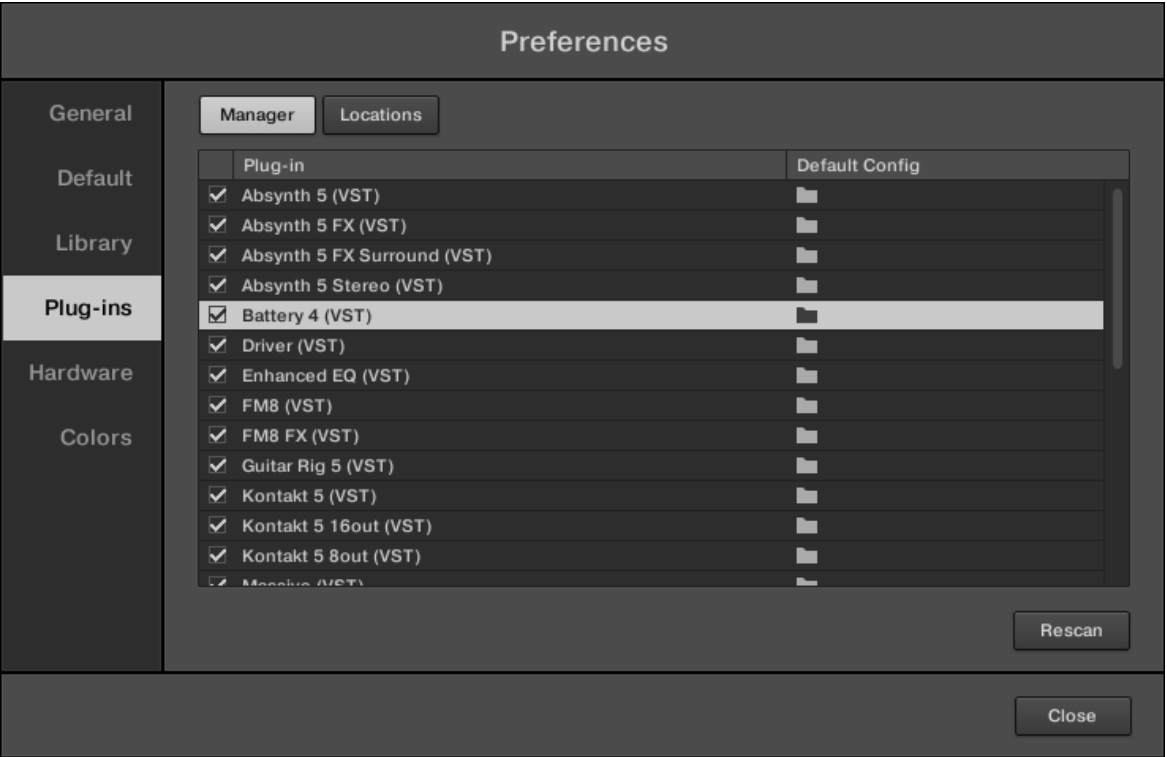 Preferences
General
Default
Library
Plug-ins
Hardware
Colors
Manager Locations
Plug-in Default Config
Absynth 5 (VST)
Absynth 5 FX (VST)
Absynth 5 FX Surround (VST)
Absynth 5 Stereo (VST)
Battery 4 (VST)
Driver (VST)
Enhanced EQ (VST)
FM8 (VST)
FM8 FX (VST)
Guitar Rig 5 (VST)
Kontakt 5 (VST)
Kontakt 5 16out (VST)
Kontakt 5 8out (VST)
Massive (VST)
Rescan
Close